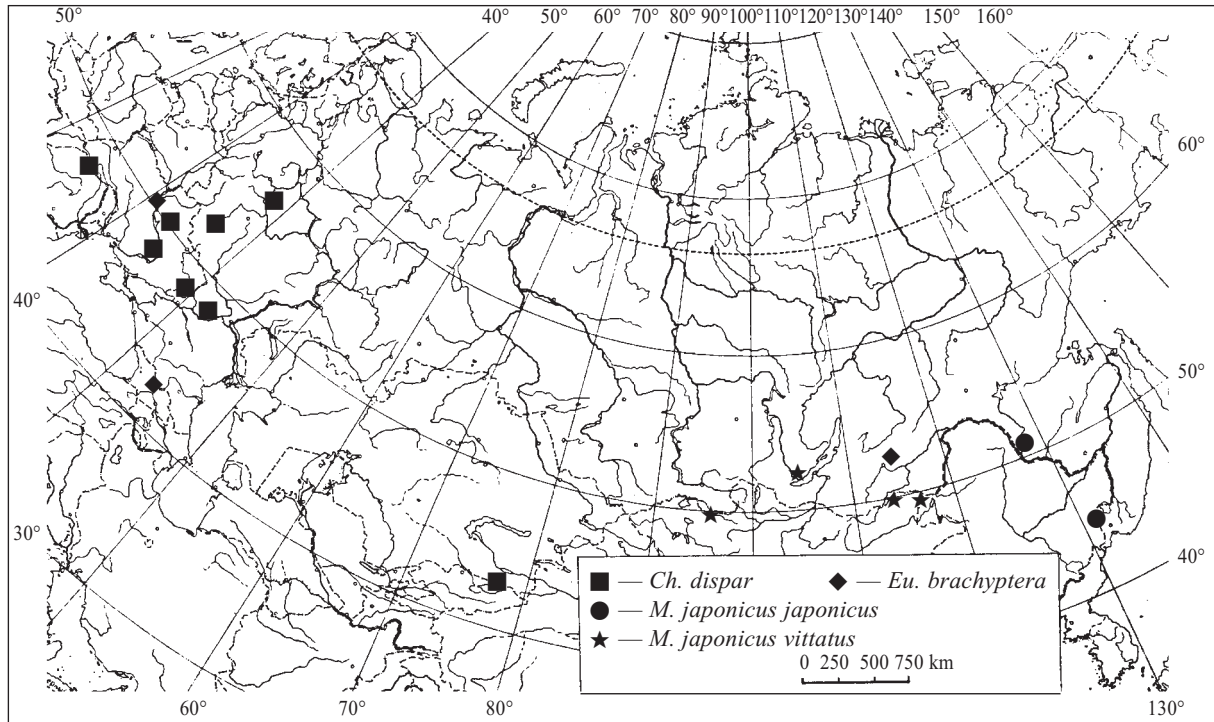 50° 40° 50° 60° 70° 80° 90° 100° 110° 120° 130° 140° 150° 160°
60°
50°
40°
40°
30°
60° 70° 80° 130°
— Ch. dispar — Eu. brachyptera
— M. japonicus japonicus
— M. japonicus vittatus
0 250 500 750 km